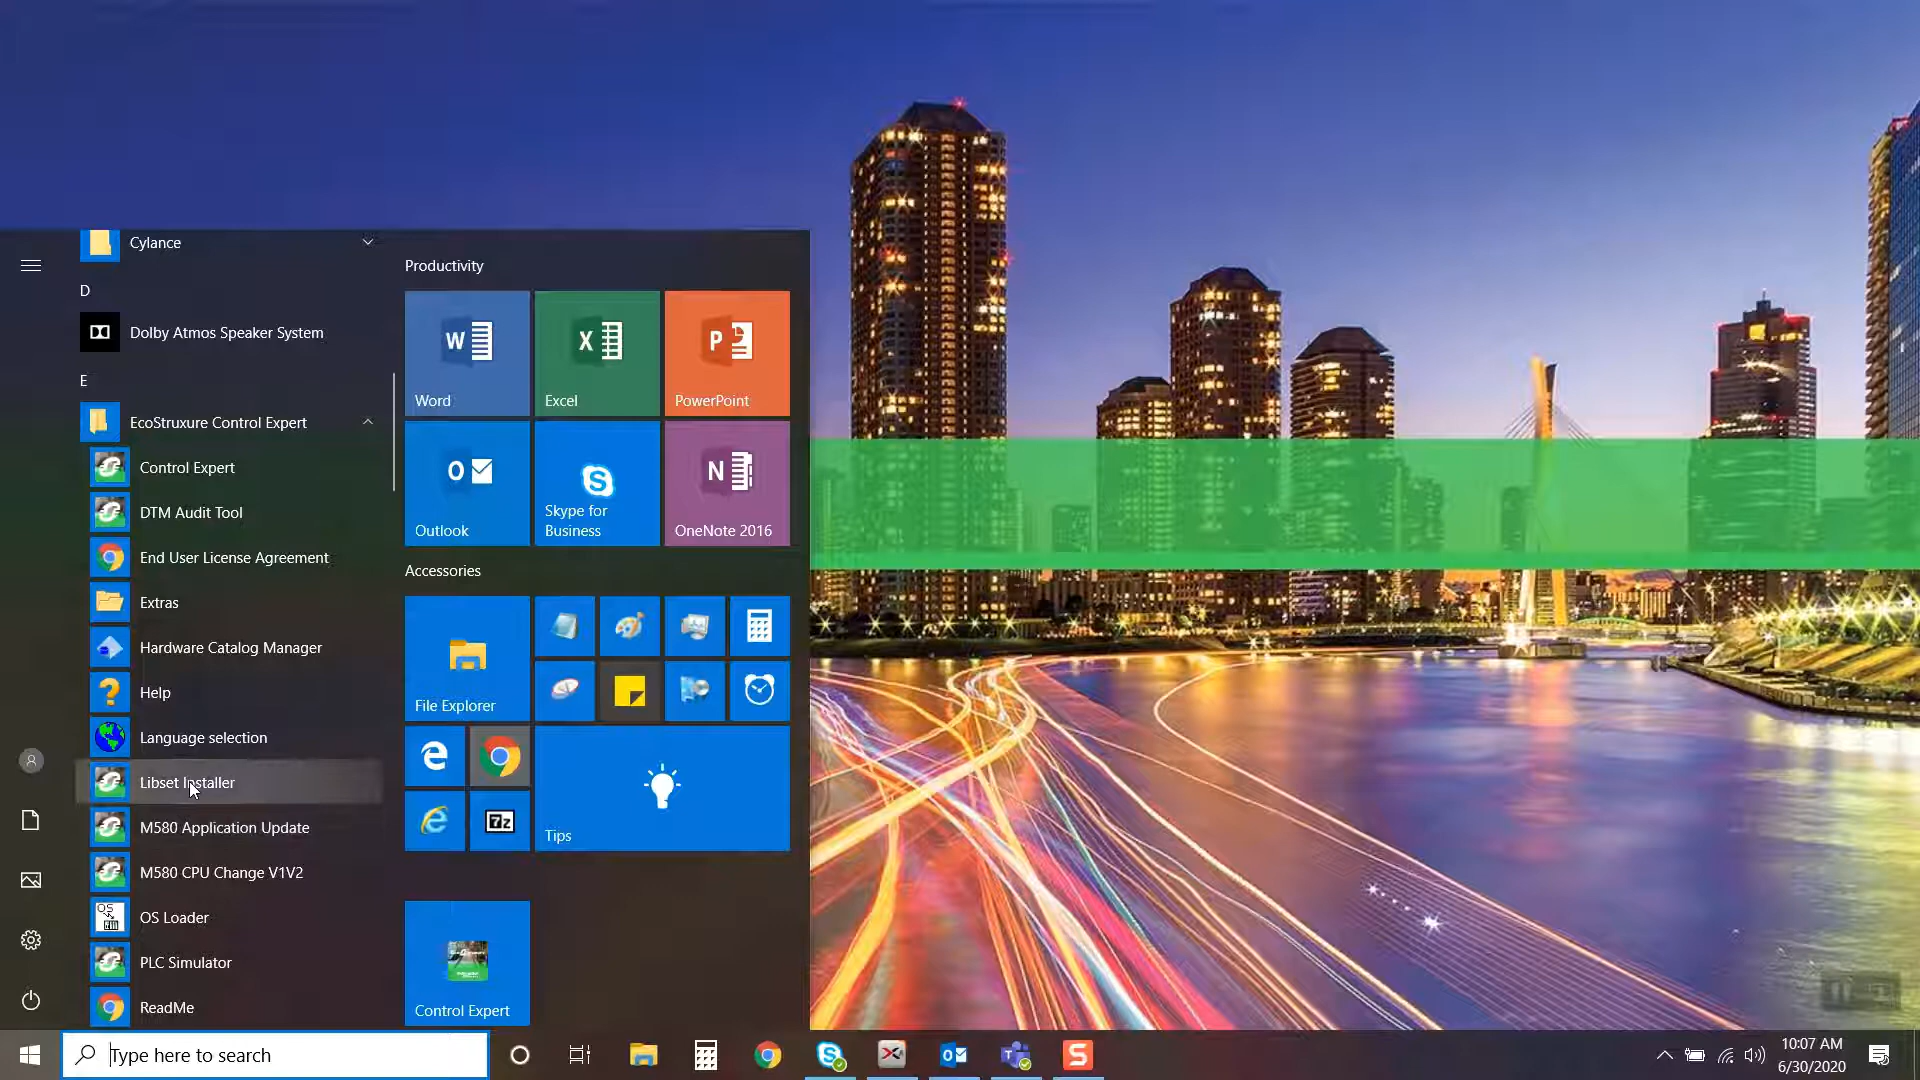 Cylance
D
Dolby Atmos Speaker System
E
EcoStruxure Control Expert
Control Expert
DTM Audit Tool
End User License Agreement
Extras
Hardware Catalog Manager
Help
Language selection
Libset Installer
M580 Application Update
M580 CPU Change V1V2
OS Loader
PLC Simulator
ReadMe
Productivity
Word
Excel
PowerPoint
Outlook
Skype for
Business
OneNote 2016
Accessories
File Explorer
Tips
Control Expert
Type here to search
10:07 AM
6/30/2020